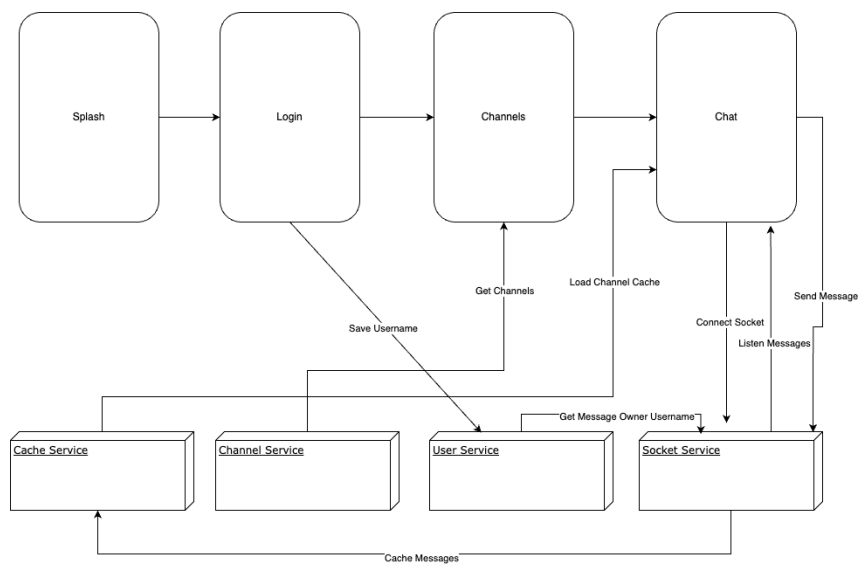 Splash
Login
Channels
Chat
Get Channels
Load Channel Cache
Send Message
Save Username
Connect Socket
Listen Messages
Get Message Owner Username
Cache Service
Channel Service
User Service
Socket Service
Cache Messages